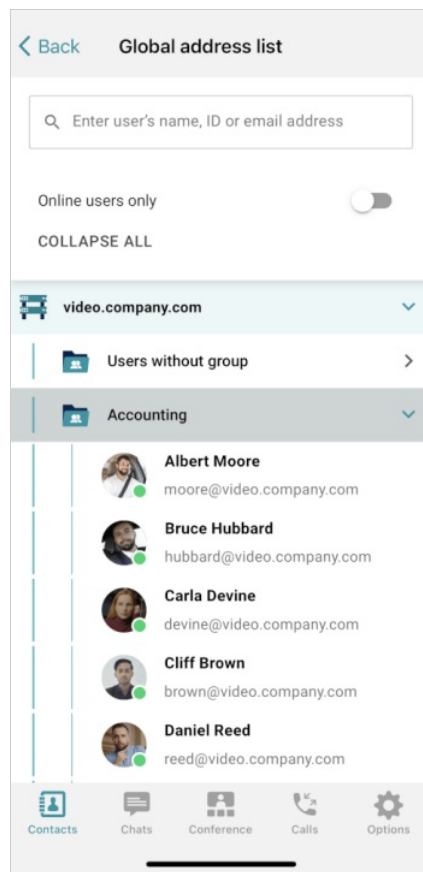 Back
Global address list
Enter user's name, ID or email address
Online users only
COLLAPSE ALL
video.company.com
Users without group
Accounting
Albert Moore
moore@video.company.com
Bruce Hubbard
hubbard@video.company.com
Carla Devine
devine@video.company.com
Cliff Brown
brown@video.company.com
Daniel Reed
reed@video.company.com
Contacts
Chats
Conference
Calls
Options